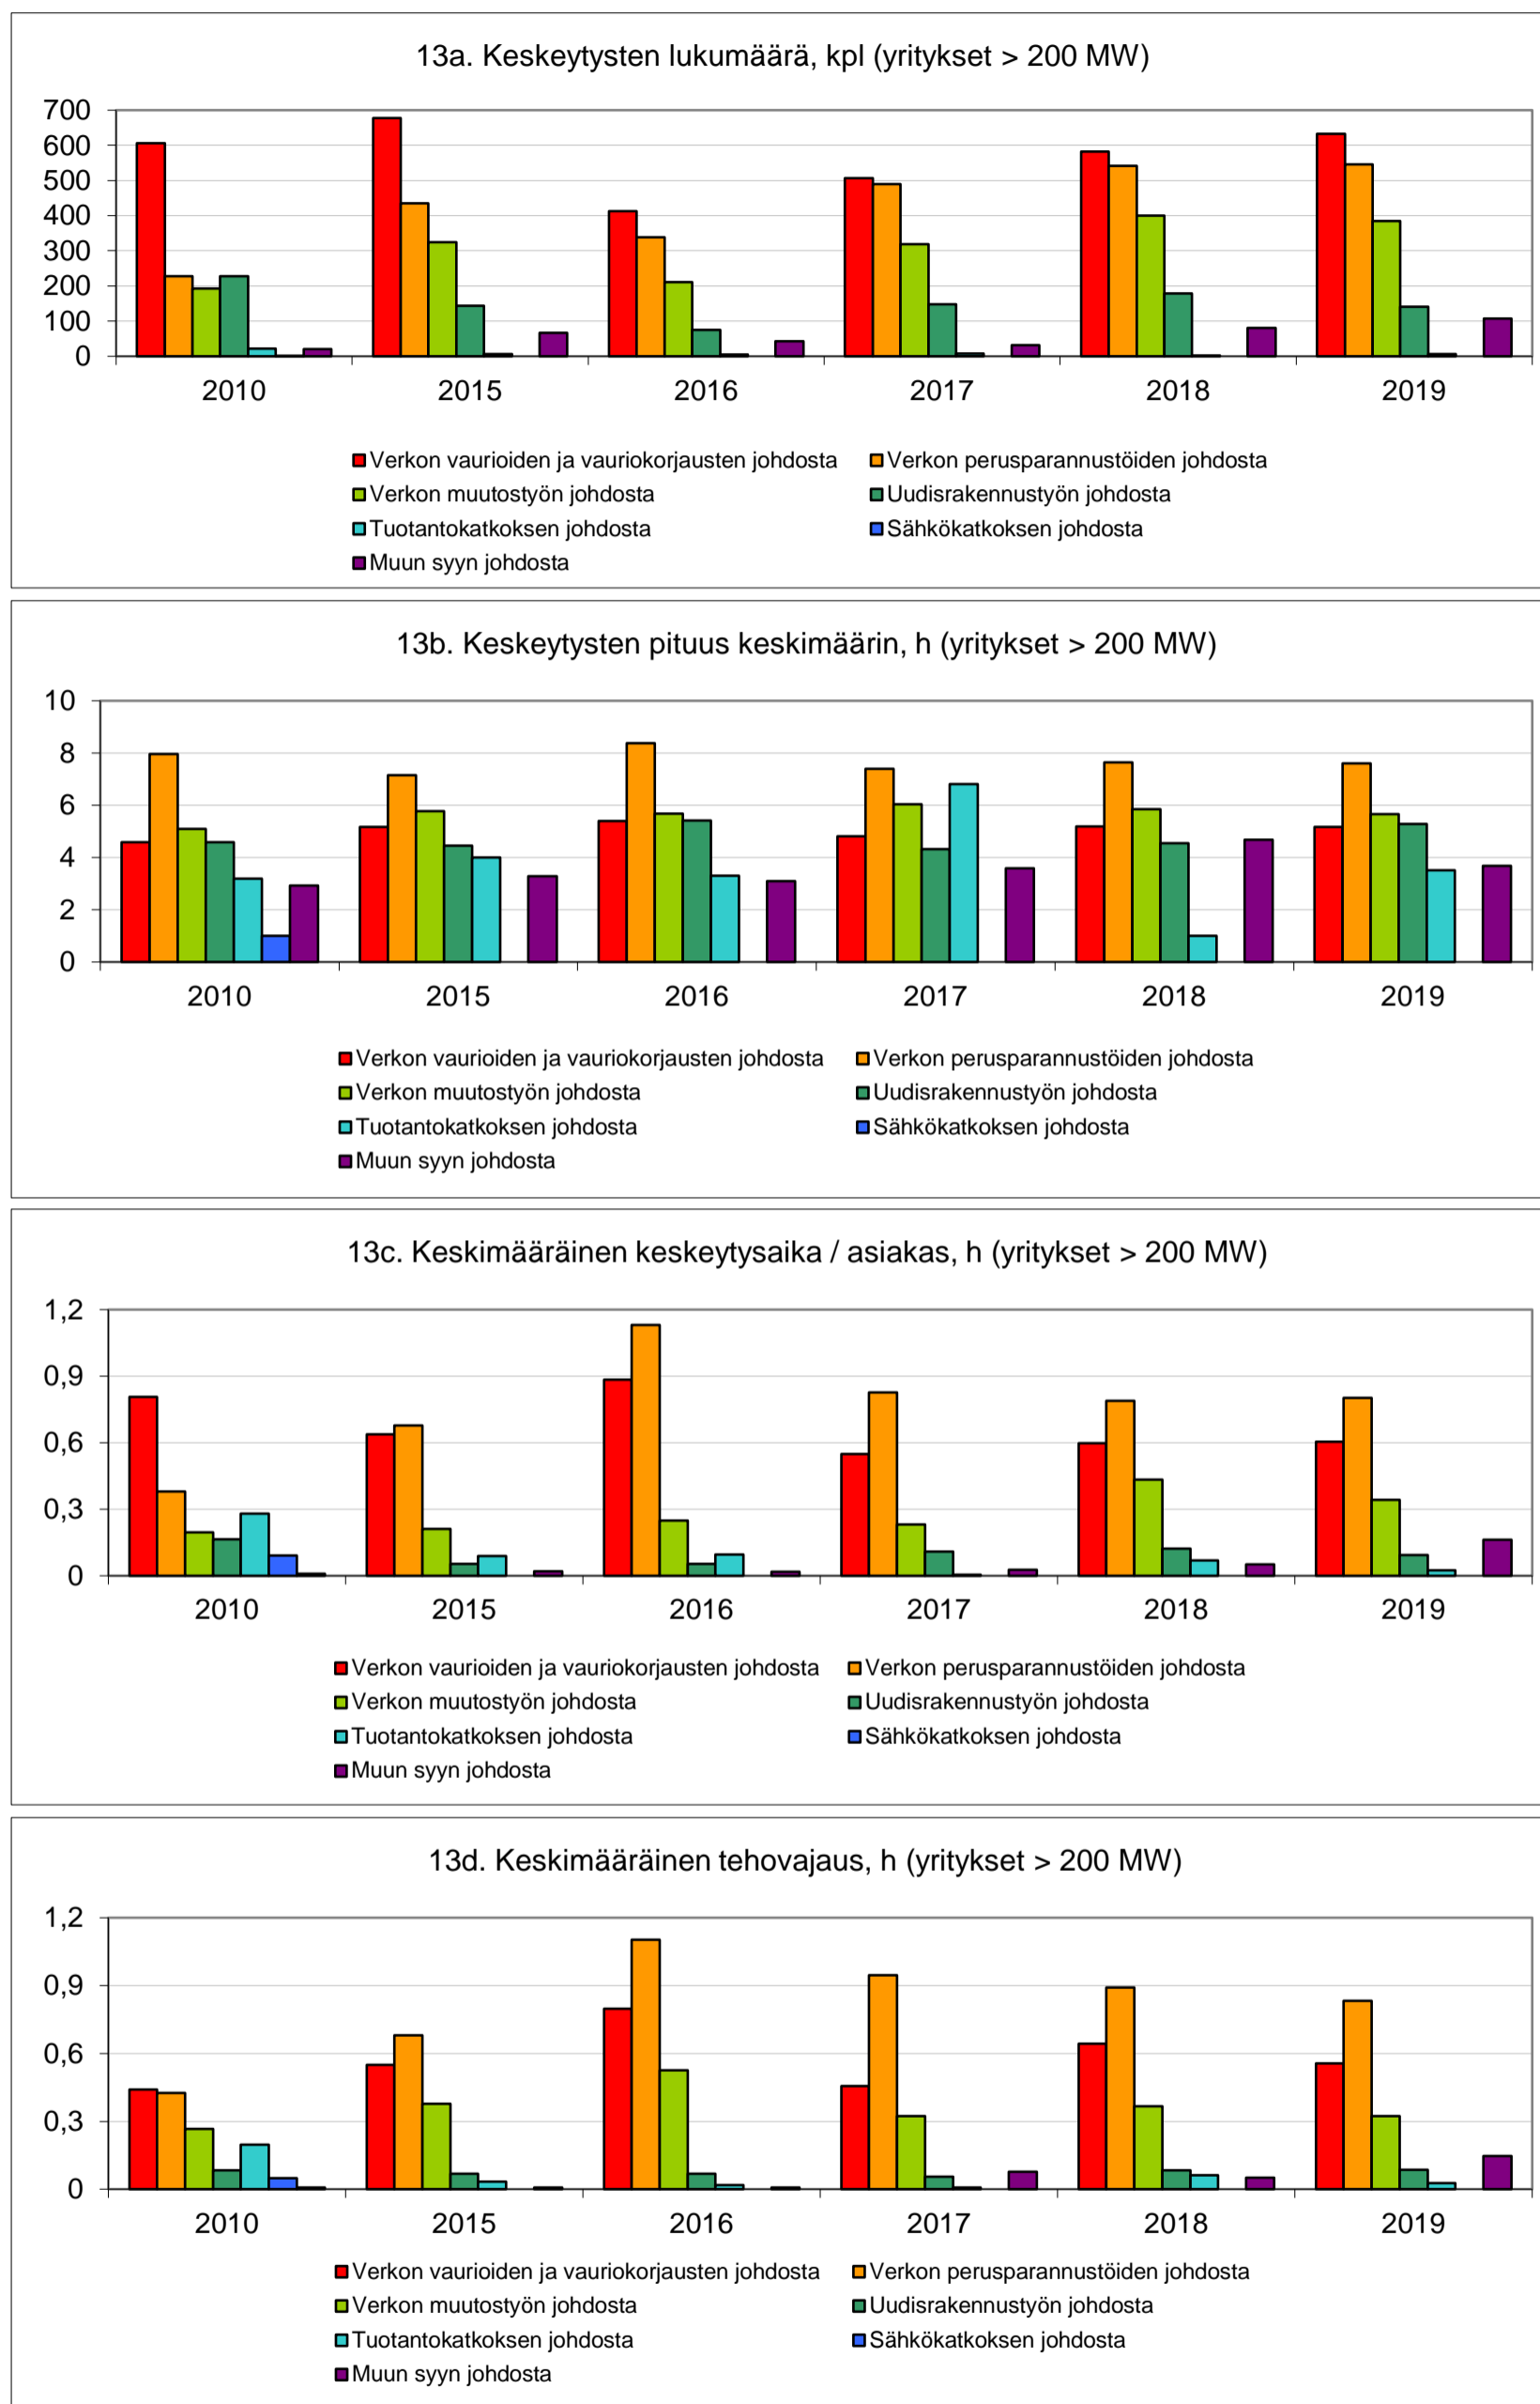 13a. Keskeytysten lukumäärä, kpl (yritykset > 200 MW)
700
600
500
400
300
200
100
0
2010 2015 2016 2017 2018 2019
Verkon vaurioiden ja vauriokorjausten johdosta Verkon perusparannustöiden johdosta
Verkon muutostyön johdosta Uudisrakennustyön johdosta
Tuotantokatkoksen johdosta Sähkökatkoksen johdosta
Muun syyn johdosta
13b. Keskeytysten pituus keskimäärin, h (yritykset > 200 MW)
10
8
6
4
2
0
2010 2015 2016 2017 2018 2019
Verkon vaurioiden ja vauriokorjausten johdosta Verkon perusparannustöiden johdosta
Verkon muutostyön johdosta Uudisrakennustyön johdosta
Tuotantokatkoksen johdosta Sähkökatkoksen johdosta
Muun syyn johdosta
13c. Keskimääräinen keskeytysaika / asiakas, h (yritykset > 200 MW)
1,2
0,9
0,6
0,3
0
2010 2015 2016 2017 2018 2019
Verkon vaurioiden ja vauriokorjausten johdosta Verkon perusparannustöiden johdosta
Verkon muutostyön johdosta Uudisrakennustyön johdosta
Tuotantokatkoksen johdosta Sähkökatkoksen johdosta
Muun syyn johdosta
13d. Keskimääräinen tehovajaus, h (yritykset > 200 MW)
1,2
0,9
0,6
0,3
0
2010 2015 2016 2017 2018 2019
Verkon vaurioiden ja vauriokorjausten johdosta Verkon perusparannustöiden johdosta
Verkon muutostyön johdosta Uudisrakennustyön johdosta
Tuotantokatkoksen johdosta Sähkökatkoksen johdosta
Muun syyn johdosta